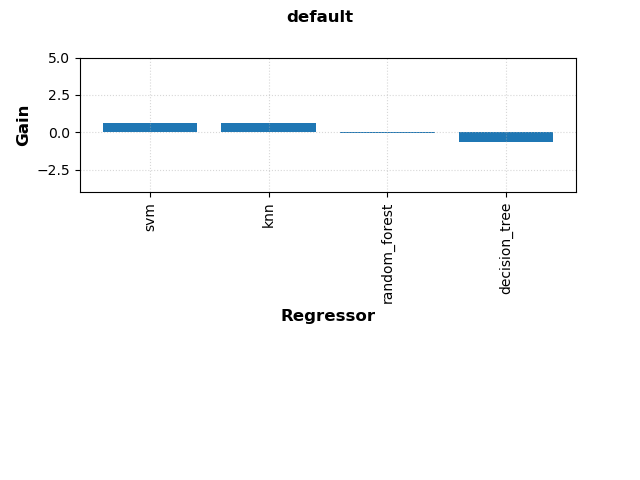 default
Gain
5.0
2.5
0.0
−2.5
svm
knn
random_forest
decision_tree
Regressor